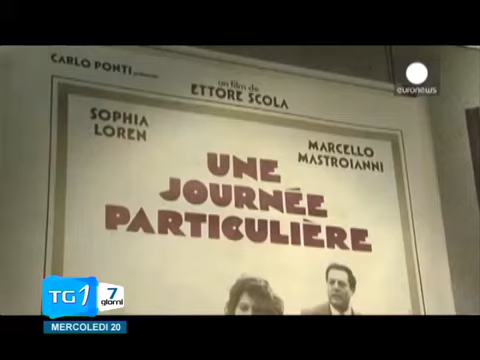 CARLO PONTI présente
un film de
ETTORE SCOLA
euronews
SOPHIA
LOREN
MARCELLO
MASTROIANNI
UNE
JOURNÉE
PARTICULIÈRE
TG1
7
giorni
MERCOLEDI 20